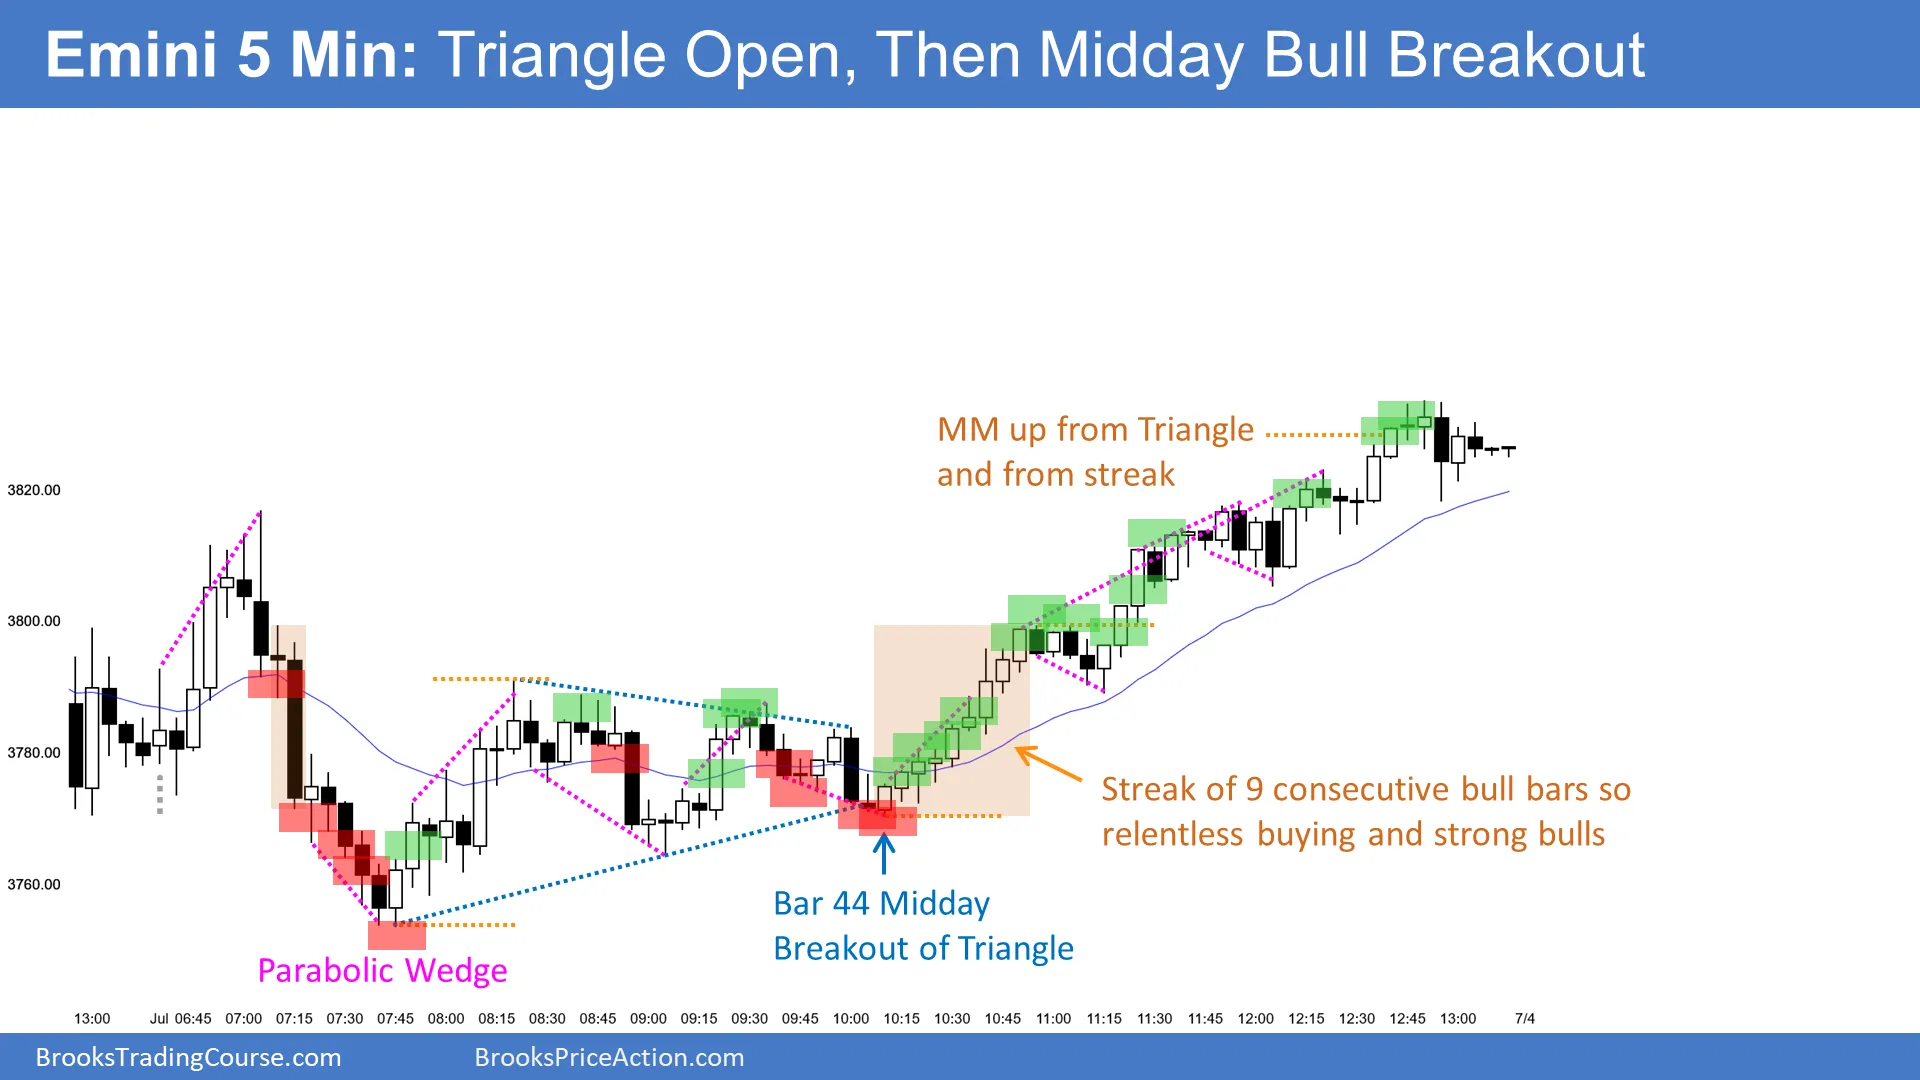 Emini 5 Min: Triangle Open, Then Midday Bull Breakout
MM up from Triangle
and from streak
3820.00
3800.00
3780.00
3760.00
Streak of 9 consecutive bull bars so
relentless buying and strong bulls
Bar 44 Midday
Breakout of Triangle
Parabolic Wedge
13:00 Jul 06:45 07:00 07:15 07:30 07:45 08:00 08:15 08:30 08:45 09:00 09:15 09:30 09:45 10:00 10:15 10:30 10:45 11:00 11:15 11:30 11:45 12:00 12:15 12:30 12:45 13:00 7/4
BrooksTradingCourse.com BrooksPriceAction.com